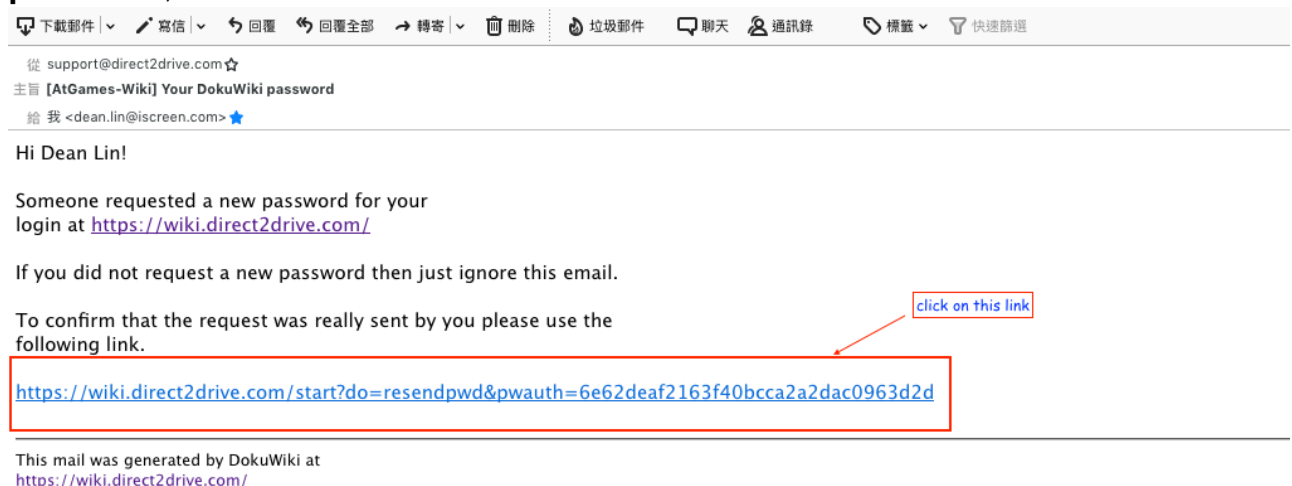 下載郵件 寫信 回覆 回覆全部 轉寄 刪除 垃圾郵件 聊天 通訊錄 標籤 快速篩選
從 support@direct2drive.com
主旨 [AtGames-Wiki] Your DokuWiki password
給 我 <dean.lin@iscreen.com>
Hi Dean Lin!
Someone requested a new password for your
login at https://wiki.direct2drive.com/
If you did not request a new password then just ignore this email.
click on this link
To confirm that the request was really sent by you please use the
following link.
https://wiki.direct2drive.com/start?do=resendpwd&pwauth=6e62deaf2163f40bcca2a2dac0963d2d
This mail was generated by DokuWiki at
https://wiki.direct2drive.com/